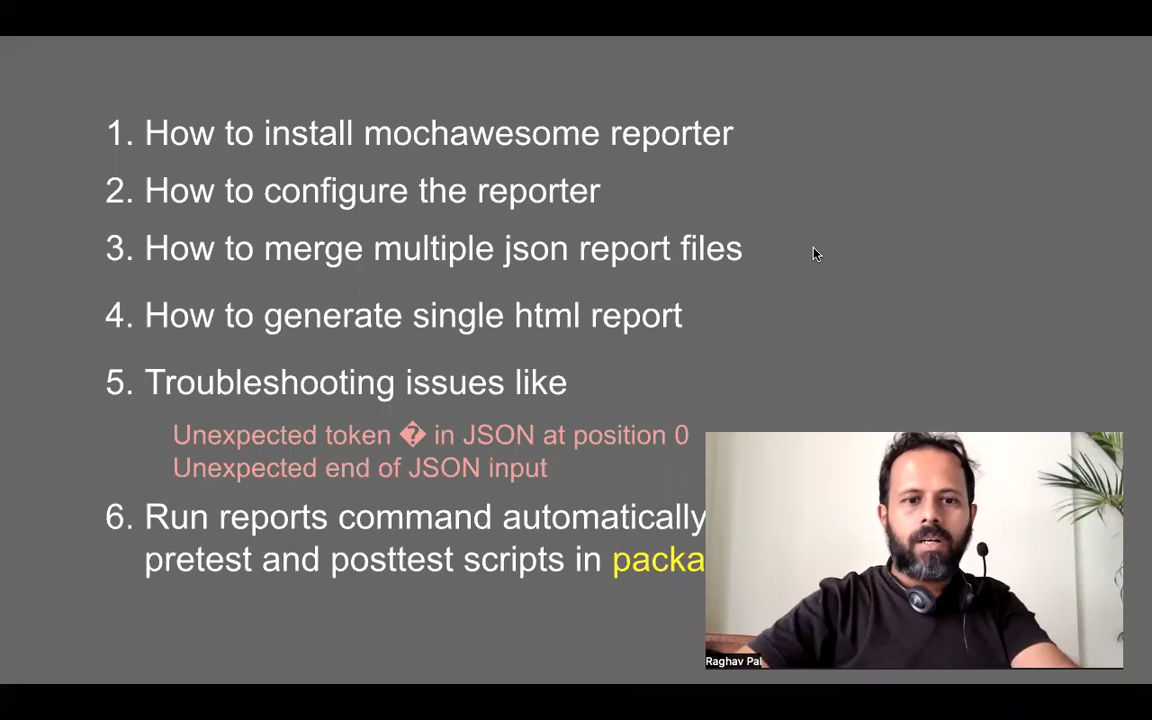 1. How to install mochawesome reporter
2. How to configure the reporter
3. How to merge multiple json report files
4. How to generate single html report
5. Troubleshooting issues like
Unexpected token � in JSON at position 0
Unexpected end of JSON input
6. Run reports command automatically
pretest and posttest scripts in packa
Raghav Pal